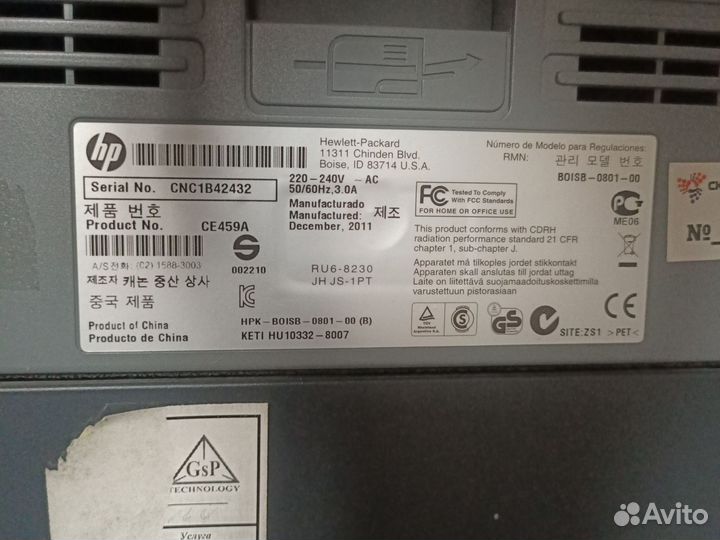 hp
Hewlett-Packard
11311 Chinden Blvd.
Boise, ID 83714 U.S.A.
Número de Modelo para Regulaciones:
RMN: 관리 모델 번호
BOISB-0801-00
Serial No. CNC1B42432
220-240V ~ AC
50/60Hz,3.0A
제품 번호
Product No. CE459A
Manufacturado
Manufactured 제조
December, 2011
FC Tested To Comply
With FCC Standards
FOR HOME OR OFFICE USE
ME06
This product conforms with CDRH
radiation performance standard 21 CFR
chapter 1, sub-chapter J.
Apparatet må tilkoples jordet stikkontakt.
Apparaten skall anslutas till jordat uttag.
Laite on liitettävä suojamaadoituskoskettimilla
varustettuun pistorasiaan.
A/S전화: (02) 1588-3003
제조자 캐논 중산 상사
중국 제품
002210
RU6-8230
JHJS-1PT
Product of China
Producto de China
HPK-BOISB-0801-00 (B)
KETI HU10332-8007
TÜV
S
GS
CE
SITE:ZS1 >PET<
№
GSP
TECHNOLOGY
Услуга
Avito